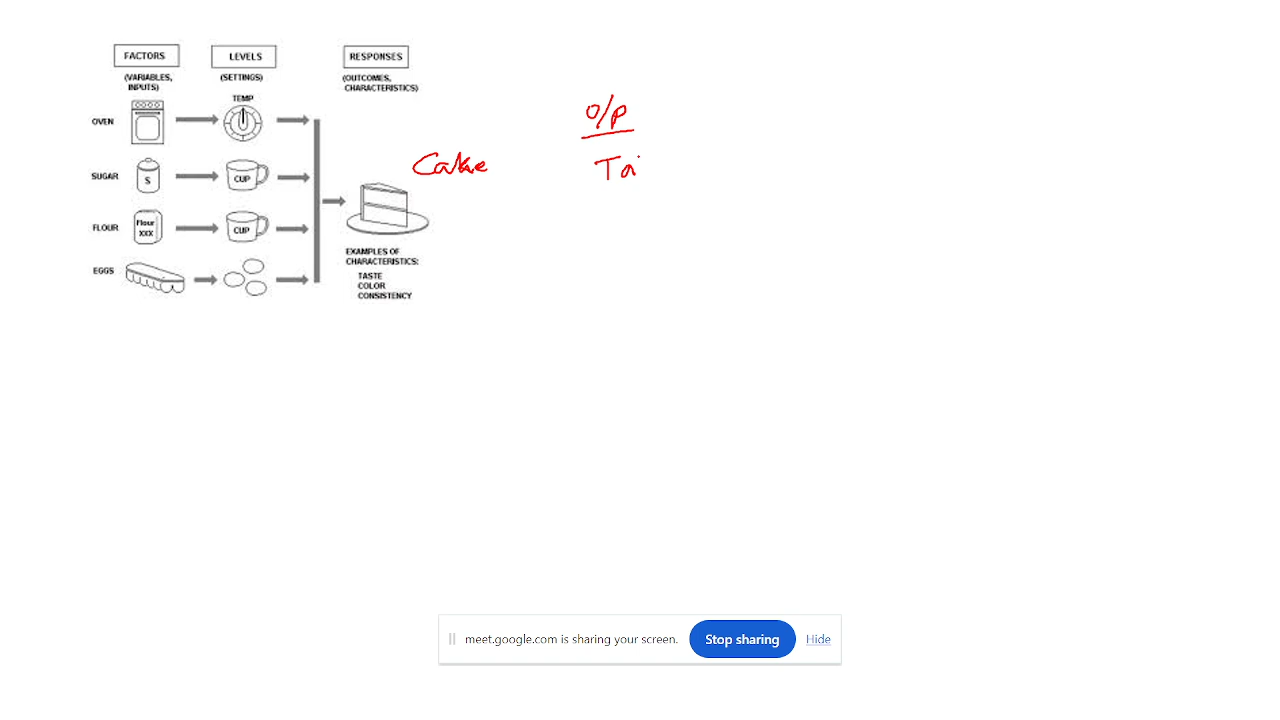 FACTORS
(VARIABLES,
INPUTS)
LEVELS
(SETTINGS)
RESPONSES
(OUTCOMES,
CHARACTERISTICS)
TEMP
OVEN
SUGAR
S
CUP
FLOUR
Flour
XXX
CUP
EGGS
EXAMPLES OF
CHARACTERISTICS:
TASTE
COLOR
CONSISTENCY
Cake
O/P
Ta
meet.google.com is sharing your screen.
Stop sharing
Hide